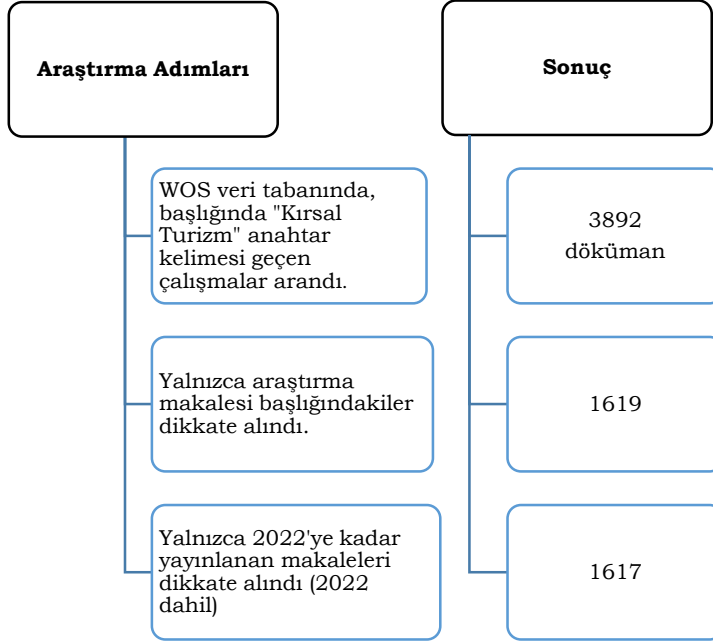 Araştırma Adımları
Sonuç
WOS veri tabanında,
başlığında "Kırsal
Turizm" anahtar
kelimesi geçen
çalışmalar arandı.
3892
döküman
Yalnızca araştırma
makalesi başlığındakiler
dikkate alındı.
1619
Yalnızca 2022'ye kadar
yayınlanan makaleleri
dikkate alındı (2022
dahil)
1617